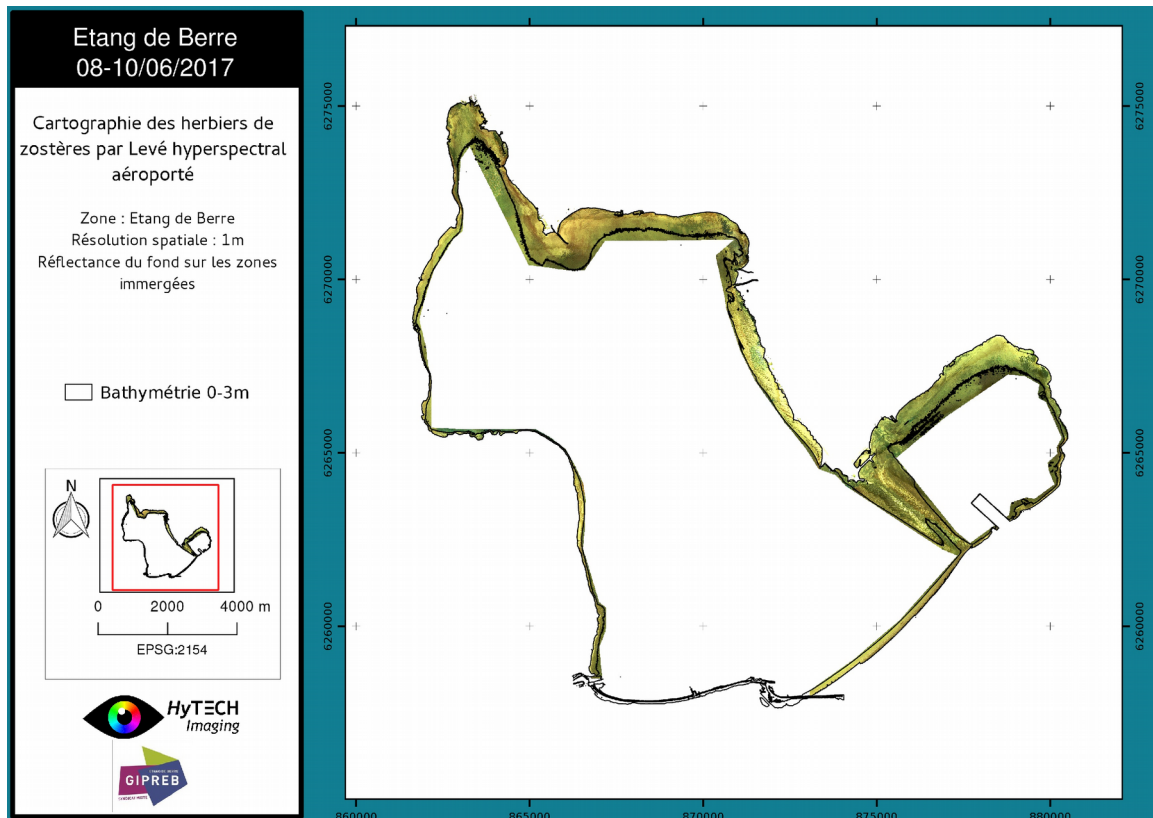 Etang de Berre
08-10/06/2017
Cartographie des herbiers de
zostères par Levé hyperspectral
aéroporté
Zone : Etang de Berre
Résolution spatiale : 1m
Réflectance du fond sur les zones
immergées
Bathymétrie 0-3m
N
0 2000 4000 m
EPSG:2154
HyTECH
Imaging
GIPREB
6275000 6275000
6270000 6270000
6265000 6265000
6260000 6260000
860000 865000 870000 875000 880000